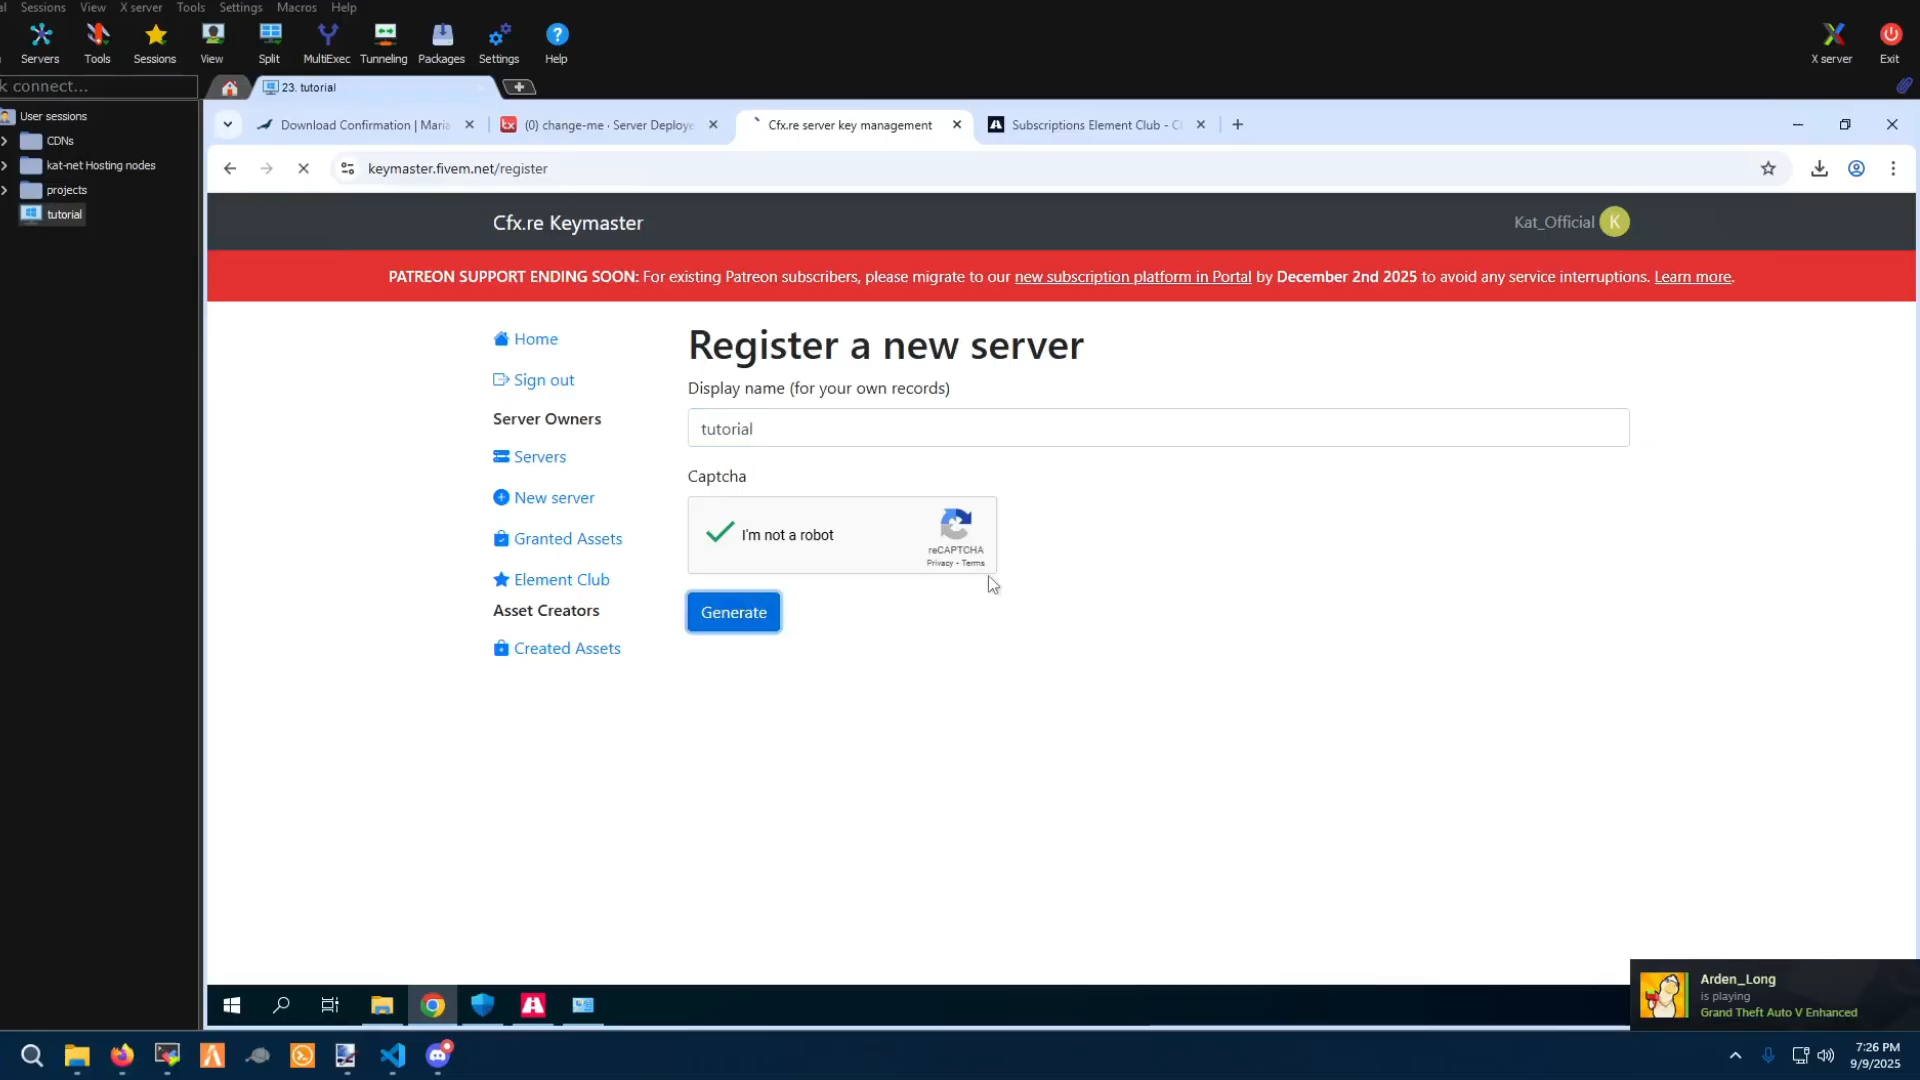 Sessions View X server Tools Settings Macros Help
Servers Tools Sessions View Split MultiExec Tunneling Packages Settings Help X server Exit
k connect...
23. tutorial
User sessions
CDNs
kat-net Hosting nodes
projects
tutorial
Download Confirmation | Maria
(0) change-me · Server Deploye
Cfx.re server key management
Subscriptions Element Club - C
keymaster.fivem.net/register
Cfx.re Keymaster
Kat_Official K
PATREON SUPPORT ENDING SOON: For existing Patreon subscribers, please migrate to our new subscription platform in Portal by December 2nd 2025 to avoid any service interruptions. Learn more.
Home
Sign out
Server Owners
Servers
New server
Granted Assets
Element Club
Asset Creators
Created Assets
Register a new server
Display name (for your own records)
tutorial
Captcha
I'm not a robot
reCAPTCHA
Privacy - Terms
Generate
Arden_Long
is playing
Grand Theft Auto V Enhanced
7:26 PM
9/9/2025